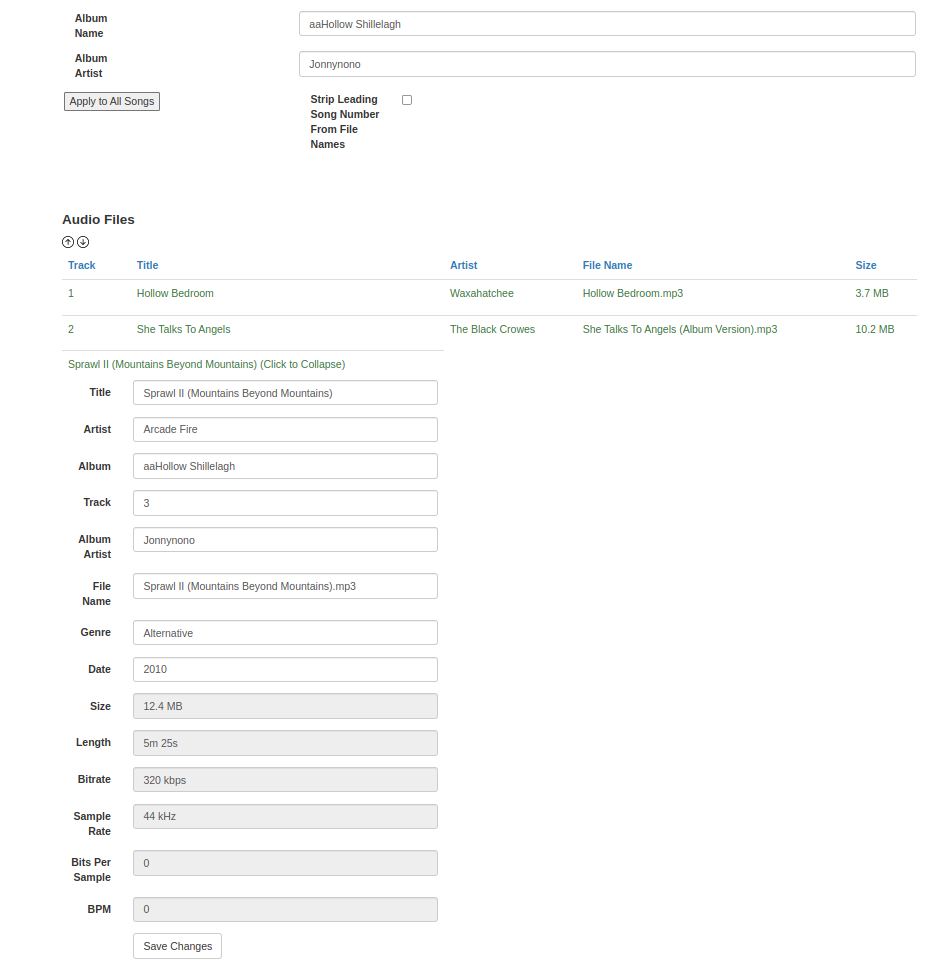 Album
Name
aaHollow Shillelagh
Album
Artist
Jonnynono
Apply to All Songs
Strip Leading
Song Number
From File
Names
Audio Files
Track Title Artist File Name Size
1 Hollow Bedroom Waxahatchee Hollow Bedroom.mp3 3.7 MB
2 She Talks To Angels The Black Crowes She Talks To Angels (Album Version).mp3 10.2 MB
Sprawl II (Mountains Beyond Mountains) (Click to Collapse)
Title Sprawl II (Mountains Beyond Mountains)
Artist Arcade Fire
Album aaHollow Shillelagh
Track 3
Album
Artist
Jonnynono
File
Name
Sprawl II (Mountains Beyond Mountains).mp3
Genre Alternative
Date 2010
Size 12.4 MB
Length 5m 25s
Bitrate 320 kbps
Sample
Rate
44 kHz
Bits Per
Sample
0
BPM 0
Save Changes